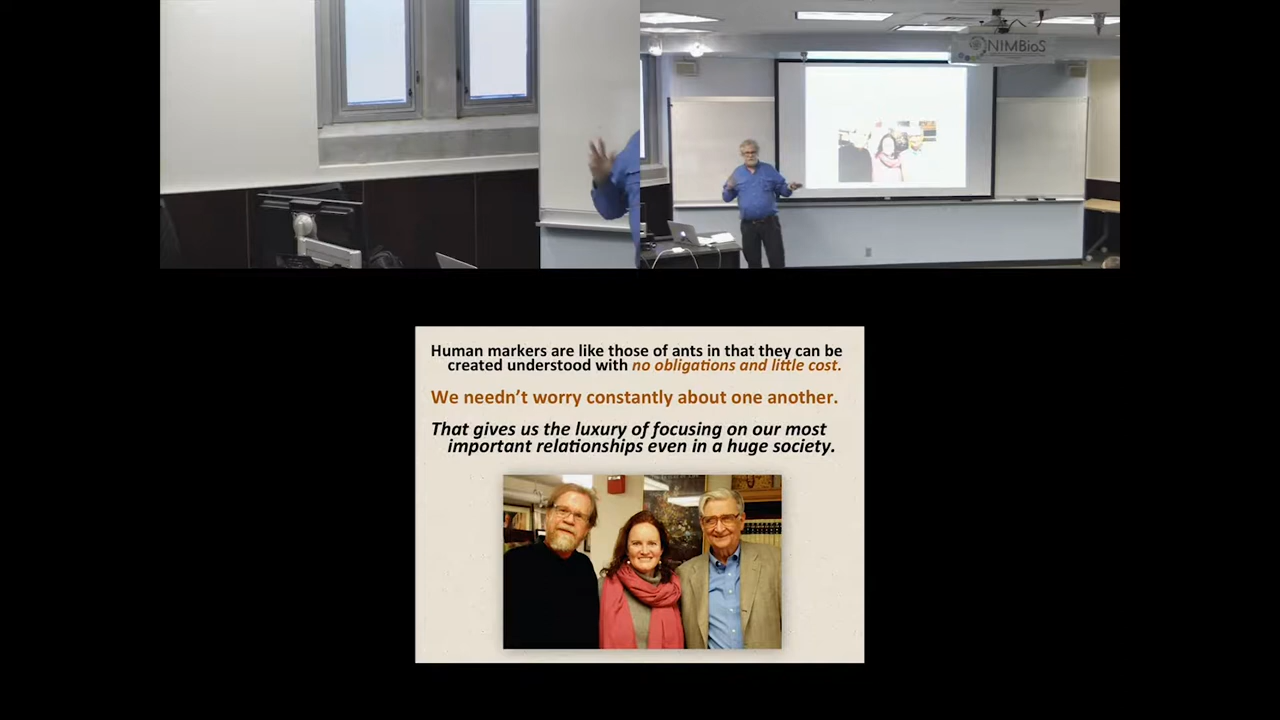 NIMBioS
Human markers are like those of ants in that they can be
created understood with no obligations and little cost.
We needn't worry constantly about one another.
That gives us the luxury of focusing on our most
important relationships even in a huge society.